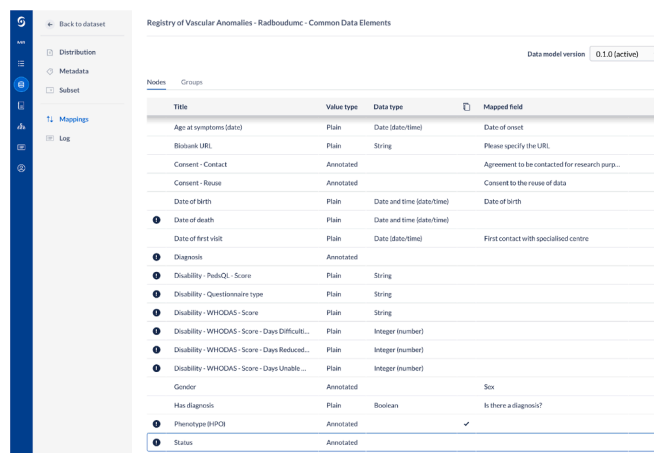 Back to dataset
Distribution
Metadata
Subset
Mappings
Log
Registry of Vascular Anomalies - Radboudumc - Common Data Elements
Data model version 0.1.0 (active)
Nodes Groups
Title Value type Data type Mapped field
Age at symptoms (date) Plain Date (date/time) Date of onset
Biobank URL Plain String Please specify the URL
Consent - Contact Annotated Agreement to be contacted for research purp...
Consent - Reuse Annotated Consent to the reuse of data
Date of birth Plain Date and time (date/time) Date of birth
Date of death Plain Date and time (date/time)
Date of first visit Plain Date (date/time) First contact with specialised centre
Diagnosis Annotated
Disability - PedsQL - Score Plain String
Disability - Questionnaire type Plain String
Disability - WHODAS - Score Plain String
Disability - WHODAS - Score - Days Difficulti... Plain Integer (number)
Disability - WHODAS - Score - Days Reduced... Plain Integer (number)
Disability - WHODAS - Score - Days Unable ... Plain Integer (number)
Gender Annotated Sex
Has diagnosis Plain Boolean Is there a diagnosis?
Phenotype (HPO) Annotated
Status Annotated